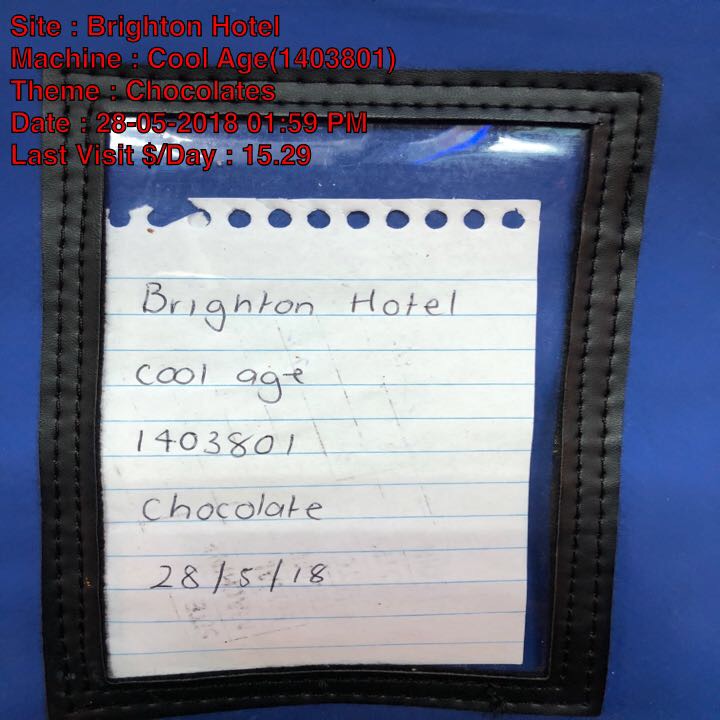 Site : Brighton Hotel
Machine : Cool Age(1403801)
Theme : Chocolates
Date : 28-05-2018 01:59 PM
Last Visit $/Day : 15.29
Brighton Hotel
cool age
1403801
Chocolate
28/5/18